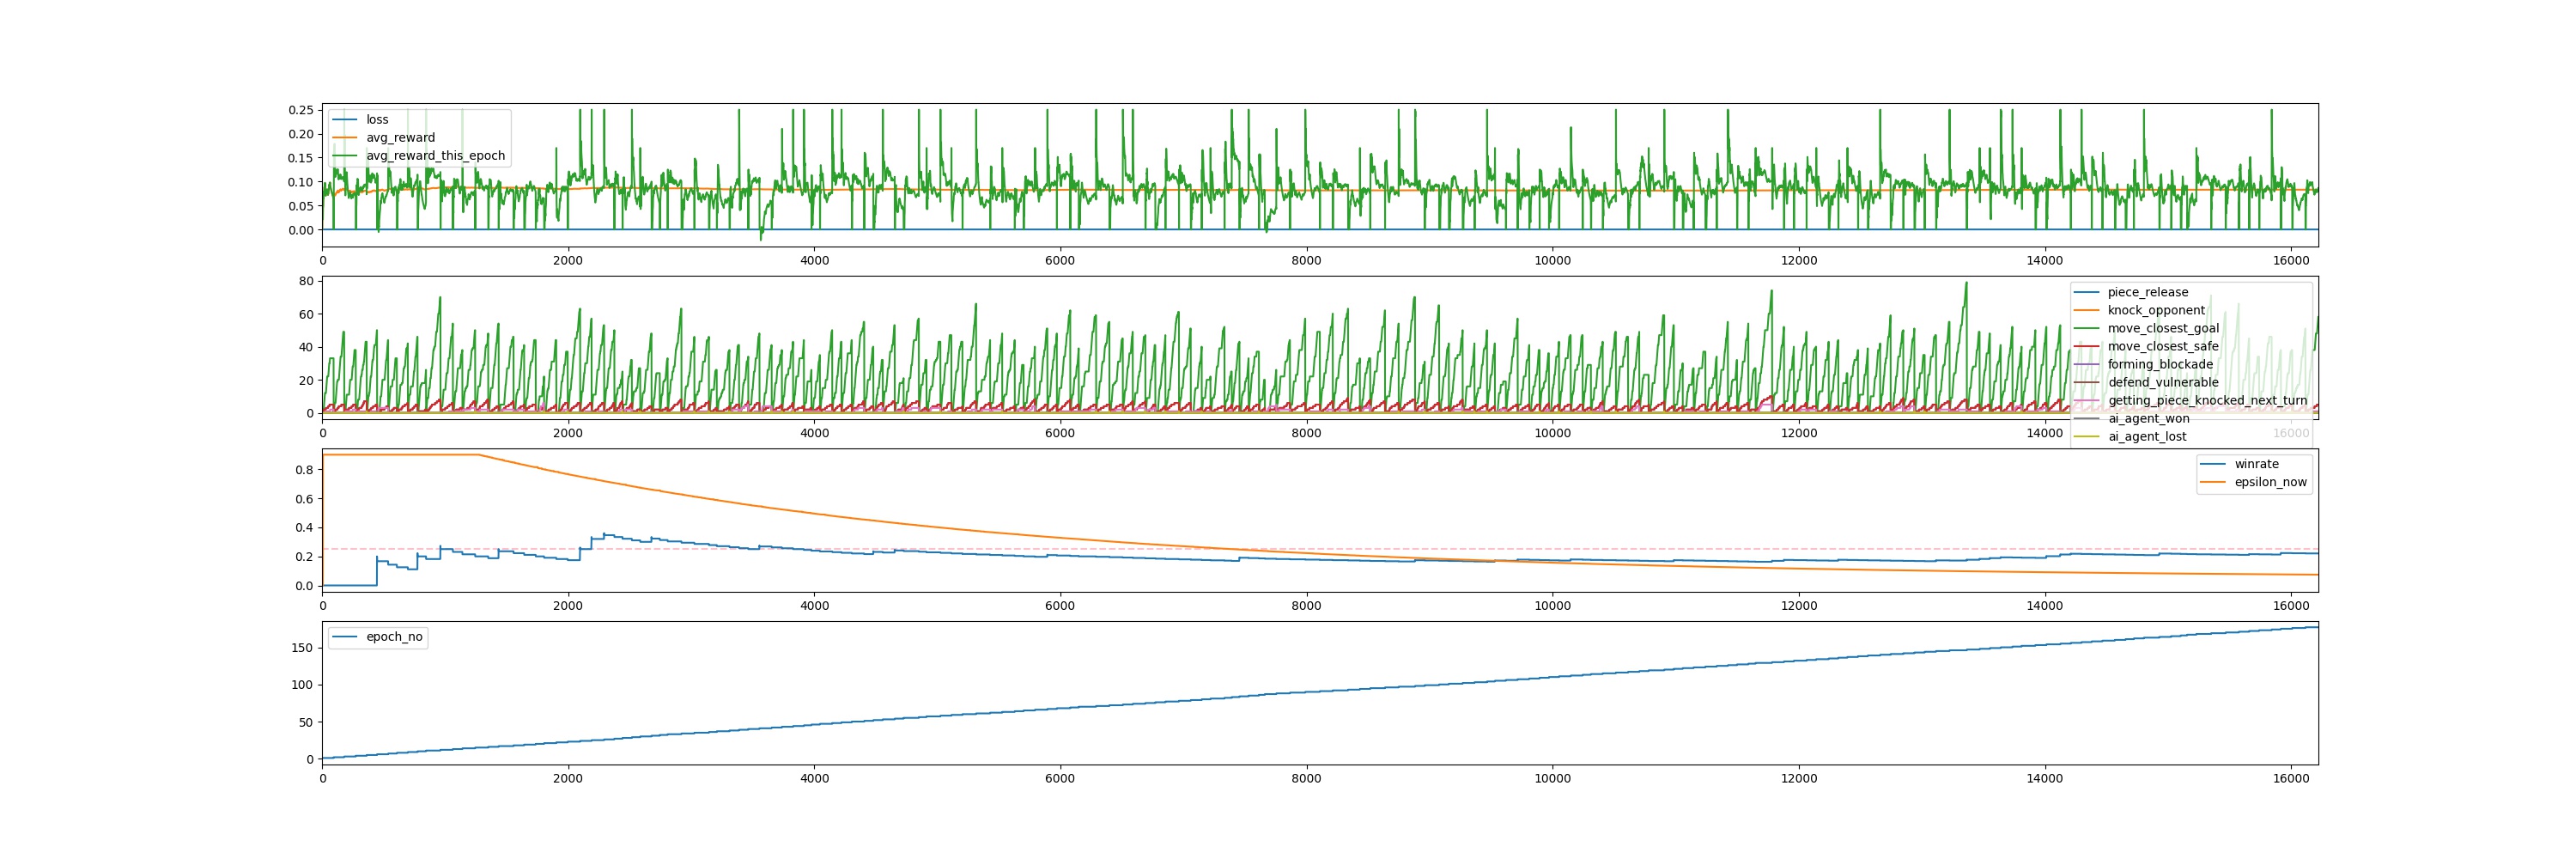 0.25
0.20
0.15
0.10
0.05
0.00
loss
avg_reward
avg_reward_this_epoch
0 2000 4000 6000 8000 10000 12000 14000 16000
80
60
40
20
0
piece_release
knock_opponent
move_closest_goal
move_closest_safe
forming_blockade
defend_vulnerable
getting_piece_knocked_next_turn
ai_agent_won
ai_agent_lost
0 2000 4000 6000 8000 10000 12000 14000 16000
0.8
0.6
0.4
0.2
0.0
winrate
epsilon_now
0 2000 4000 6000 8000 10000 12000 14000 16000
150
100
50
0
epoch_no
0 2000 4000 6000 8000 10000 12000 14000 16000